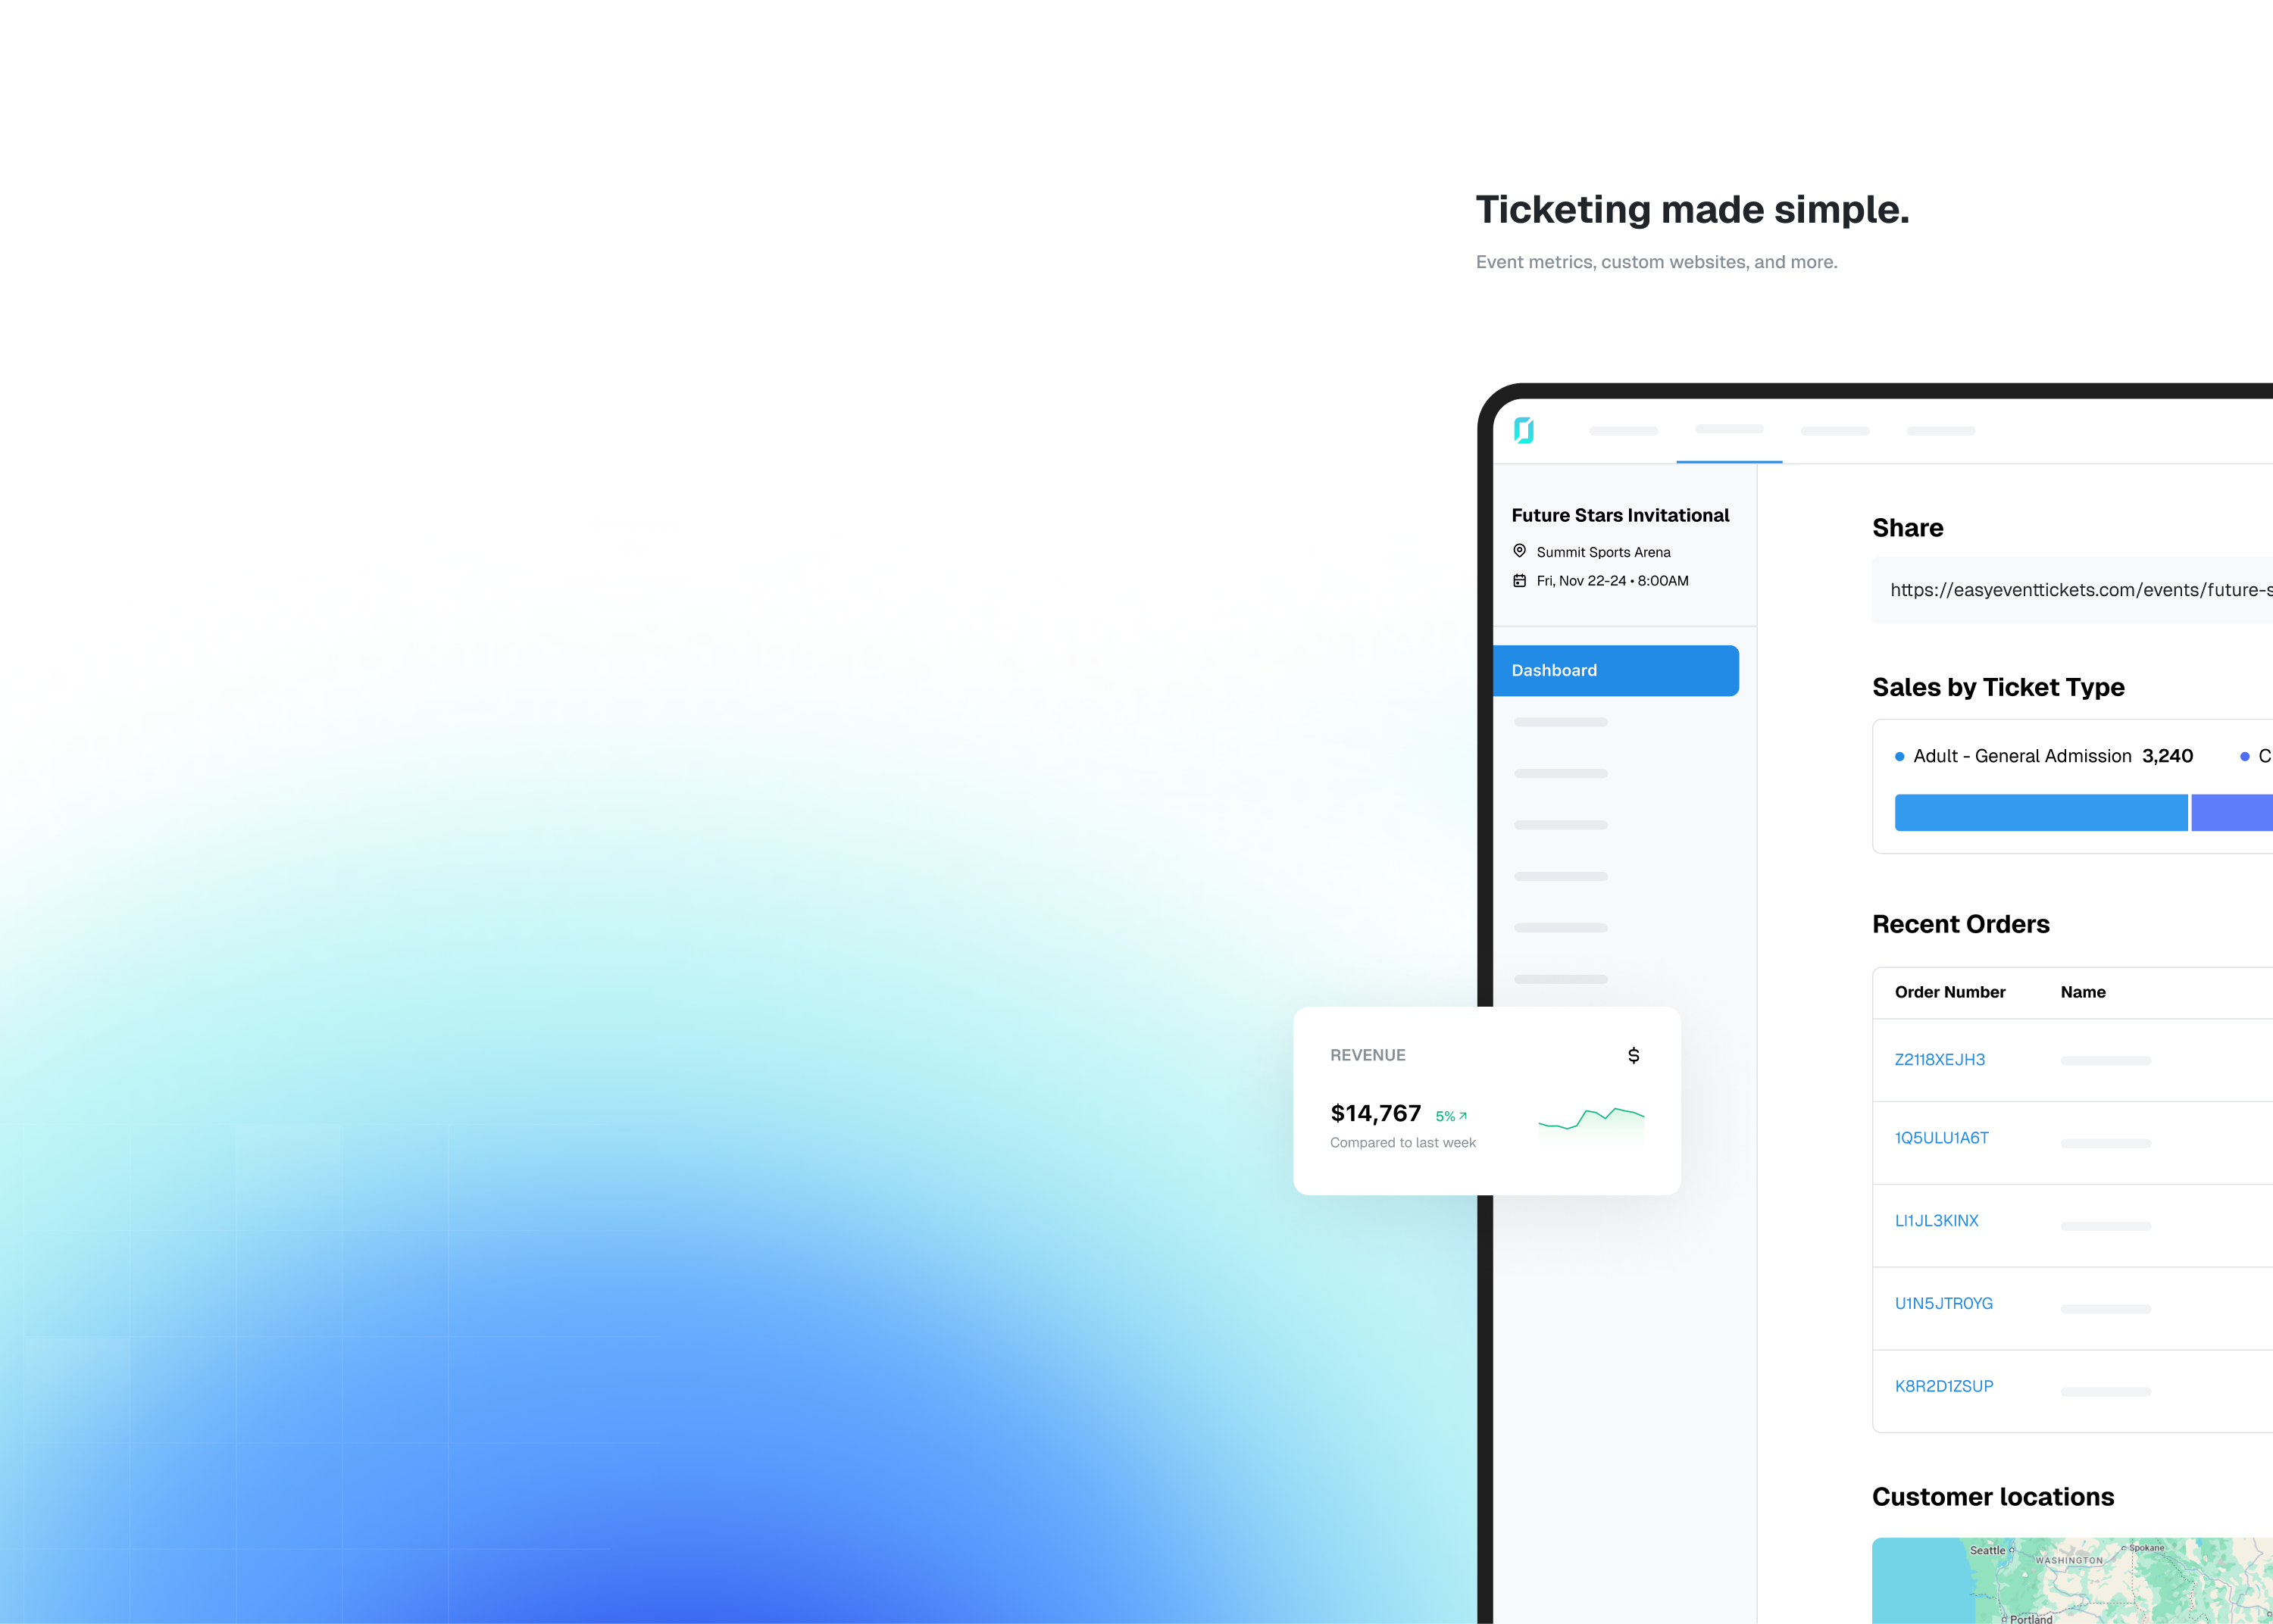 Ticketing made simple.
Event metrics, custom websites, and more.
Future Stars Invitational
Summit Sports Arena
Fri, Nov 22-24 • 8:00AM
Dashboard
REVENUE $
$14,767 5%
Compared to last week
Share
https://easyeventtickets.com/events/future-s
Sales by Ticket Type
Adult - General Admission 3,240 C
Recent Orders
Order Number Name
Z2118XEJH3
1Q5ULU1A6T
LI1JL3KINX
U1N5JTR0YG
K8R2D1ZSUP
Customer locations
Seattle
Spokane
WASHINGTON
Portland